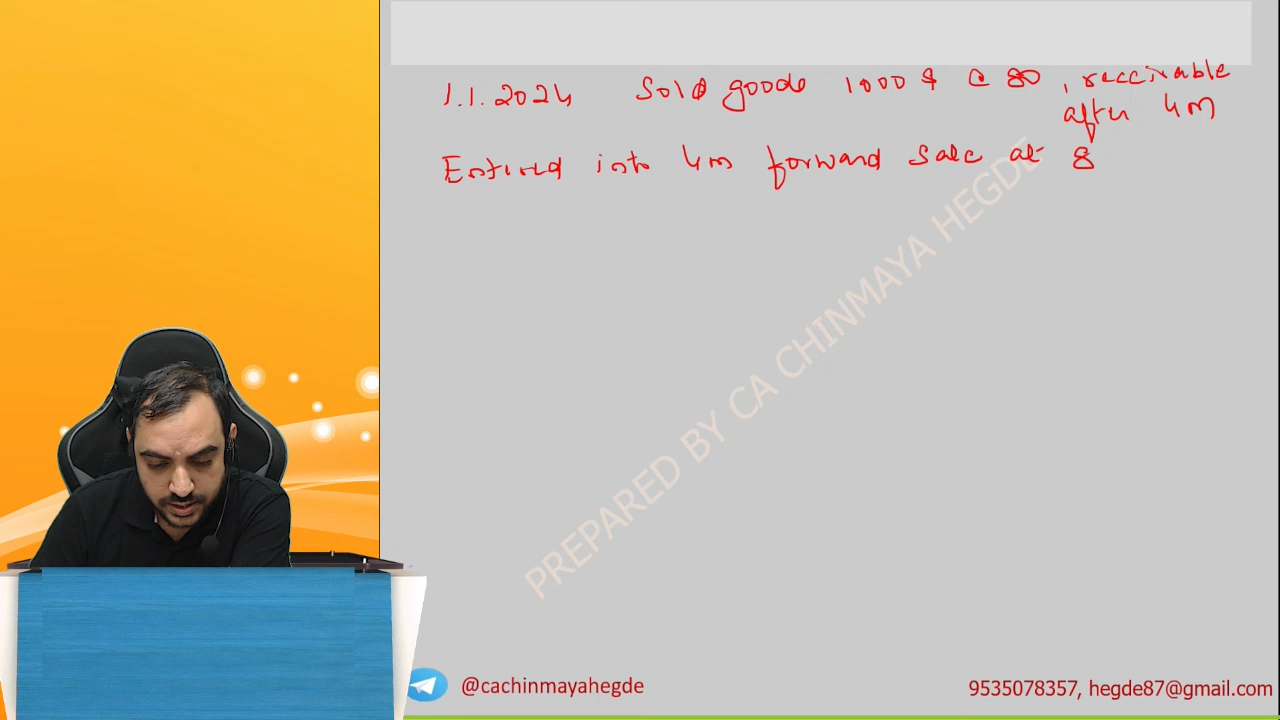 1.1.2024 Sold goods 1000 $ @ 80, receivable
after 4m
Entered into 4m forward sale at 8
PREPARED BY CA CHINMAYA HEGDE
@cachinmayahegde
9535078357, hegde87@gmail.com